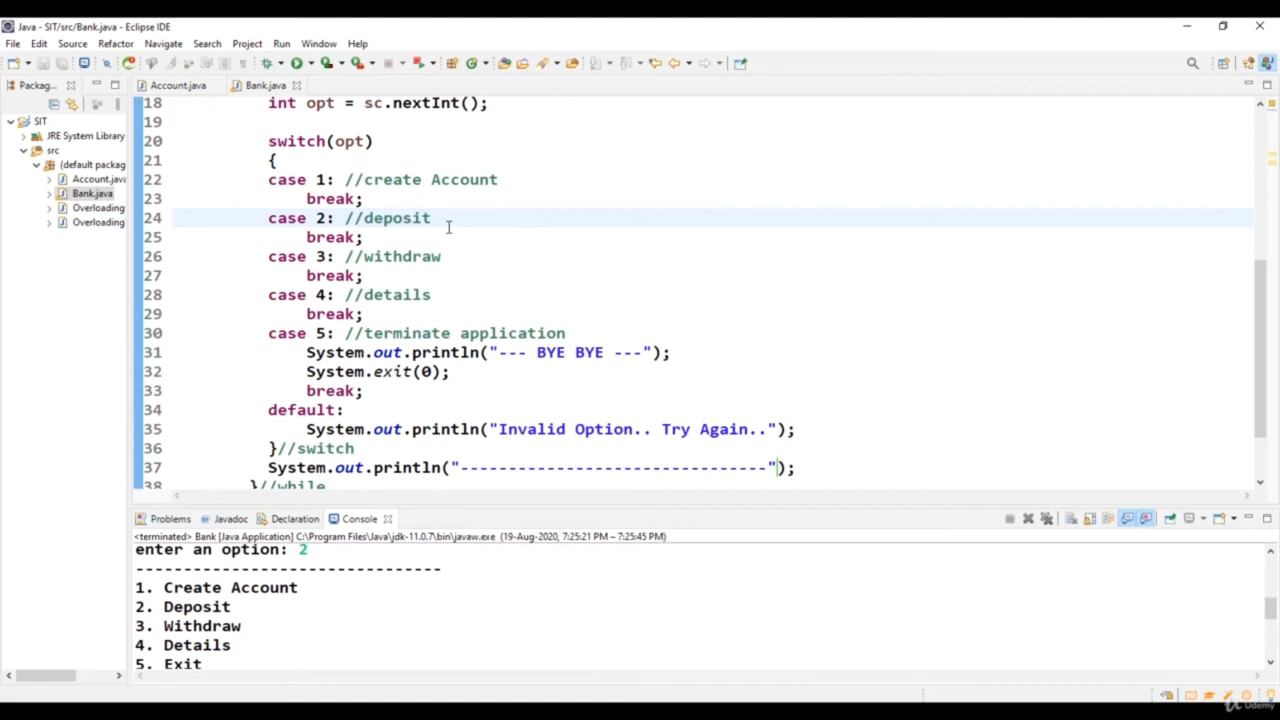 Java - SIT/src/Bank.java - Eclipse IDE
File Edit Source Refactor Navigate Search Project Run Window Help
Packag...
Account.java
Bank.java
SIT
JRE System Library
src
(default packag
Account.java
Bank.java
Overloading
Overloading
18 int opt = sc.nextInt();
19
20 switch(opt)
21 {
22 case 1: //create Account
23 break;
24 case 2: //deposit
25 break;
26 case 3: //withdraw
27 break;
28 case 4: //details
29 break;
30 case 5: //terminate application
31 System.out.println("--- BYE BYE ---");
32 System.exit(0);
33 break;
34 default:
35 System.out.println("Invalid Option.. Try Again..");
36 }//switch
37 System.out.println("--------------------------------");
38 }//while
Problems Javadoc Declaration Console
<terminated> Bank [Java Application] C:\Program Files\Java\jdk-11.0.7\bin\javaw.exe (19-Aug-2020, 7:25:21 PM – 7:25:45 PM)
enter an option: 2
--------------------------------
1. Create Account
2. Deposit
3. Withdraw
4. Details
5. Exit
Udemy